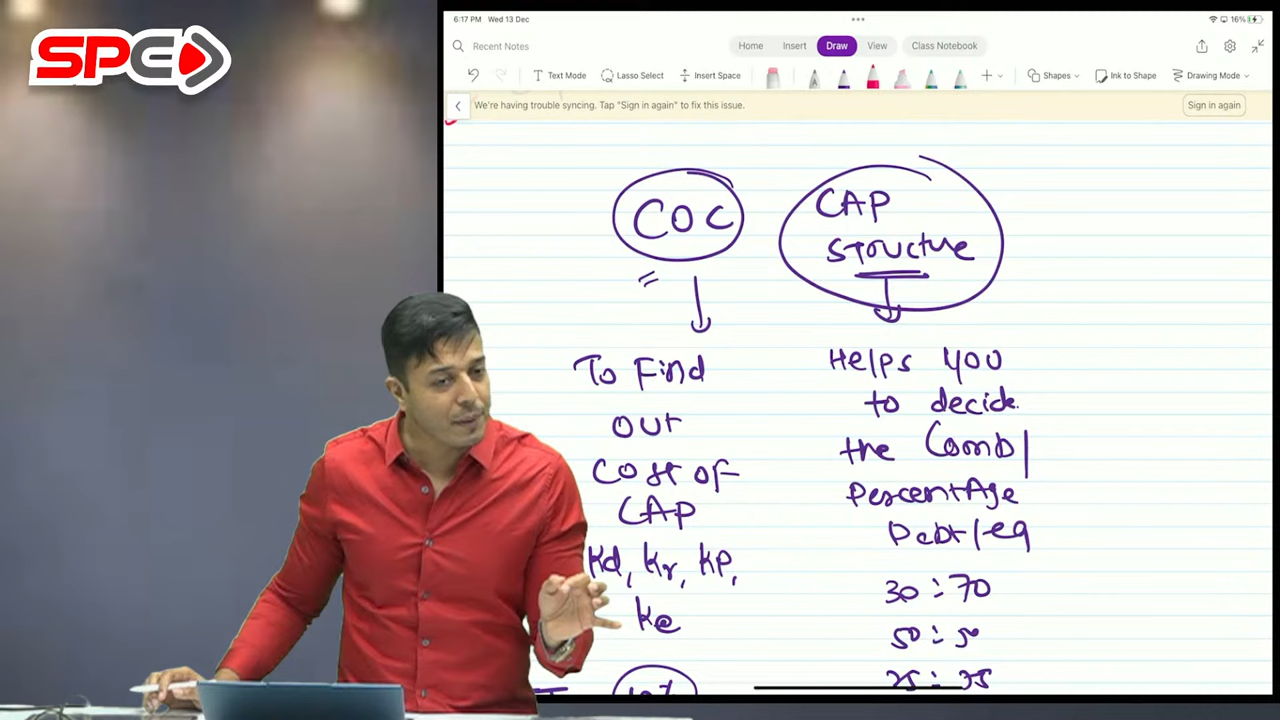 SPED
6:17 PM Wed 13 Dec
16%
Recent Notes
Home Insert Draw View Class Notebook
Text Mode Lasso Select Insert Space
Shapes Ink to Shape Drawing Mode
We're having trouble syncing. Tap "Sign in again" to fix this issue.
Sign in again
COC
To Find
out
Cost of
CAP
Kd, Kr, KP,
Ke
10%
CAP
Structure
Helps you
to decide
the Comb/
Percentage
Debt/eq
30:70
50:50